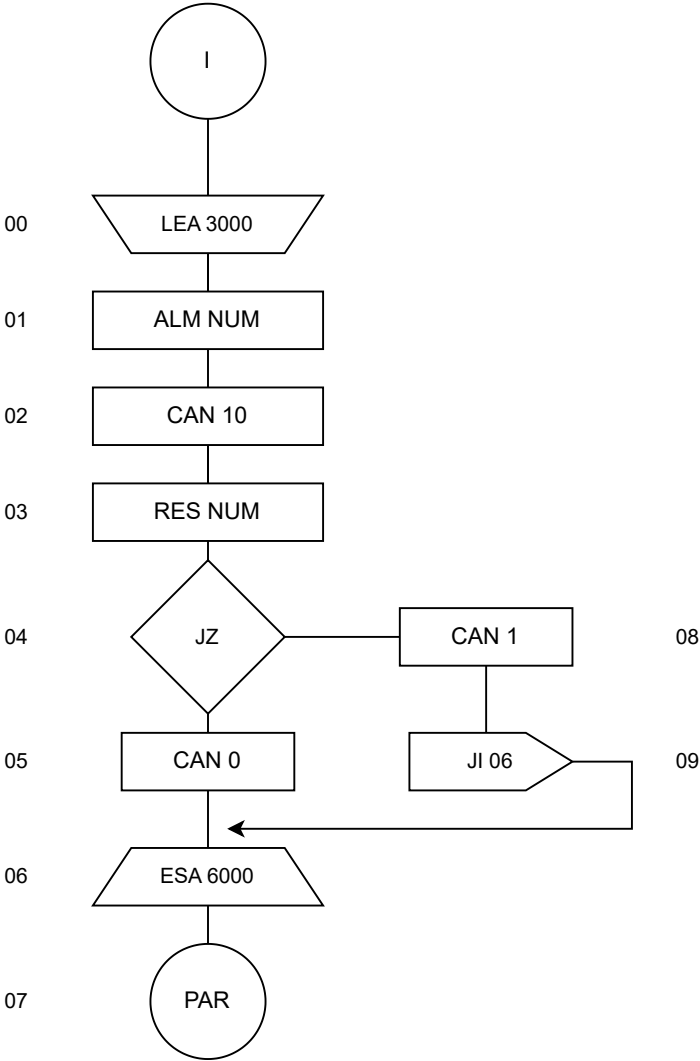 I
00 LEA 3000
01 ALM NUM
02 CAN 10
03 RES NUM
04 JZ CAN 1 08
05 CAN 0 JI 06 09
06 ESA 6000
07 PAR